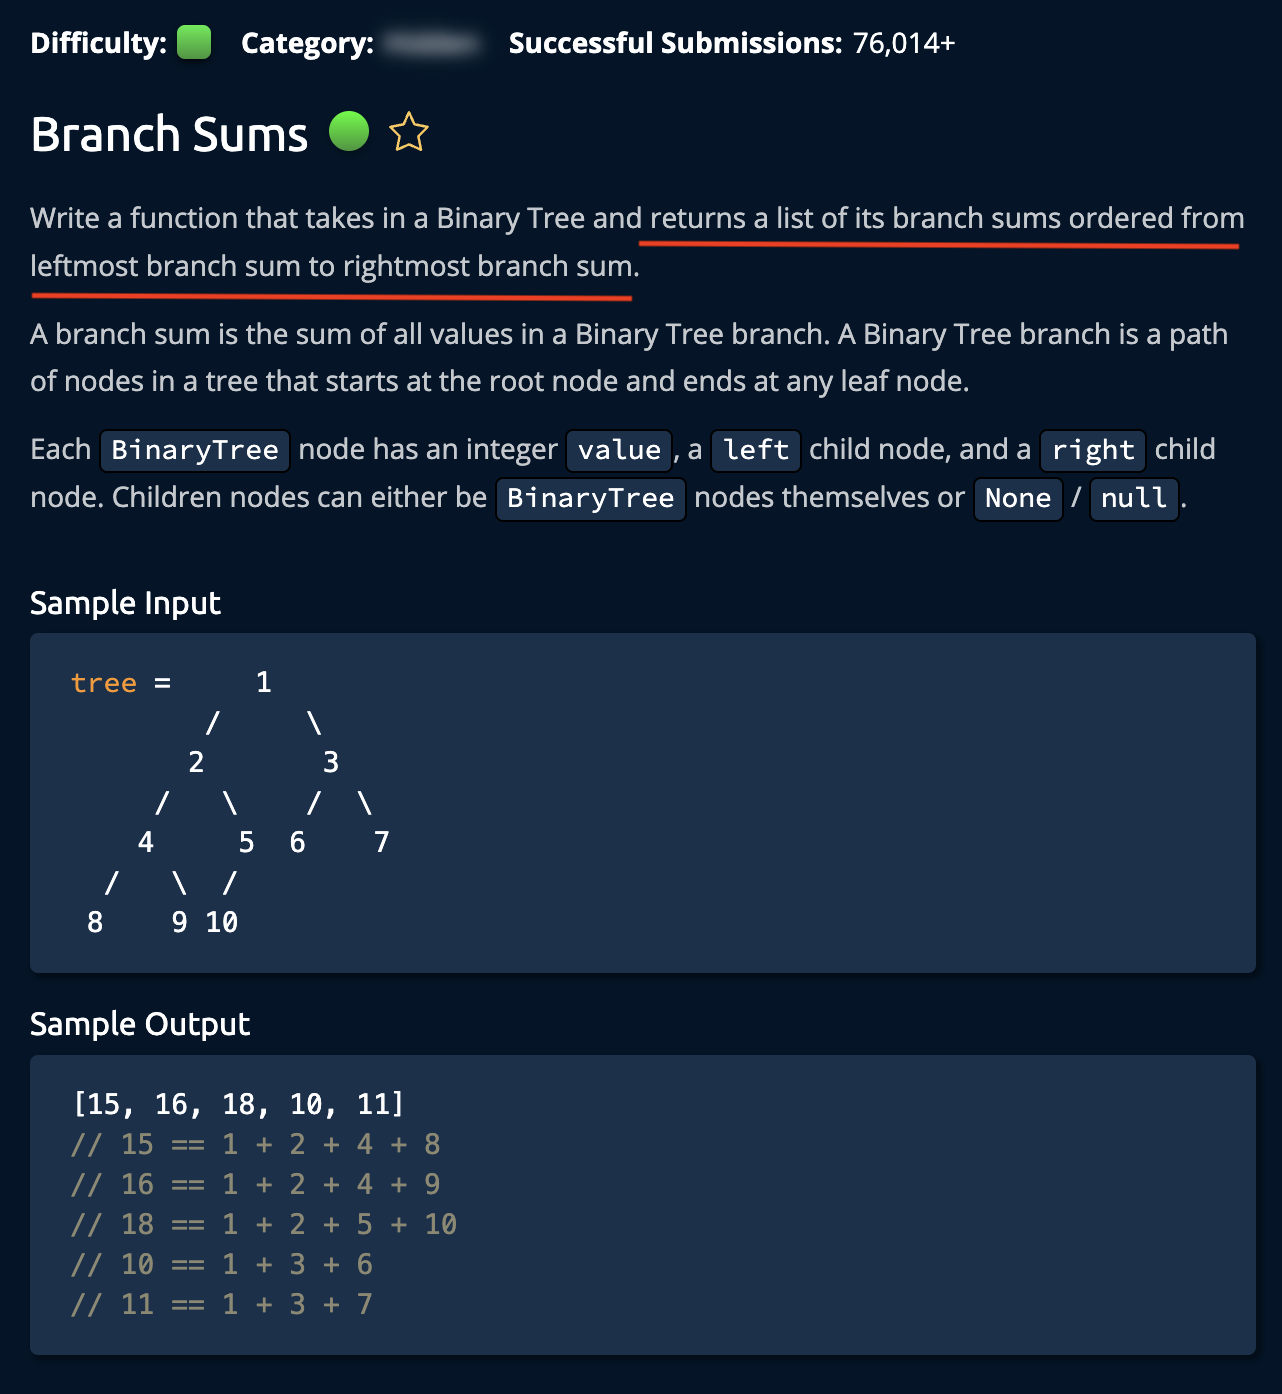 Difficulty: Category: Successful Submissions: 76,014+
Branch Sums
Write a function that takes in a Binary Tree and returns a list of its branch sums ordered from
leftmost branch sum to rightmost branch sum.
A branch sum is the sum of all values in a Binary Tree branch. A Binary Tree branch is a path
of nodes in a tree that starts at the root node and ends at any leaf node.
Each BinaryTree node has an integer value, a left child node, and a right child
node. Children nodes can either be BinaryTree nodes themselves or None / null.
Sample Input
tree =     1
        /     \
       2       3
     /   \    /  \
    4     5  6    7
  /   \  /
 8    9 10
Sample Output
[15, 16, 18, 10, 11]
// 15 == 1 + 2 + 4 + 8
// 16 == 1 + 2 + 4 + 9
// 18 == 1 + 2 + 5 + 10
// 10 == 1 + 3 + 6
// 11 == 1 + 3 + 7